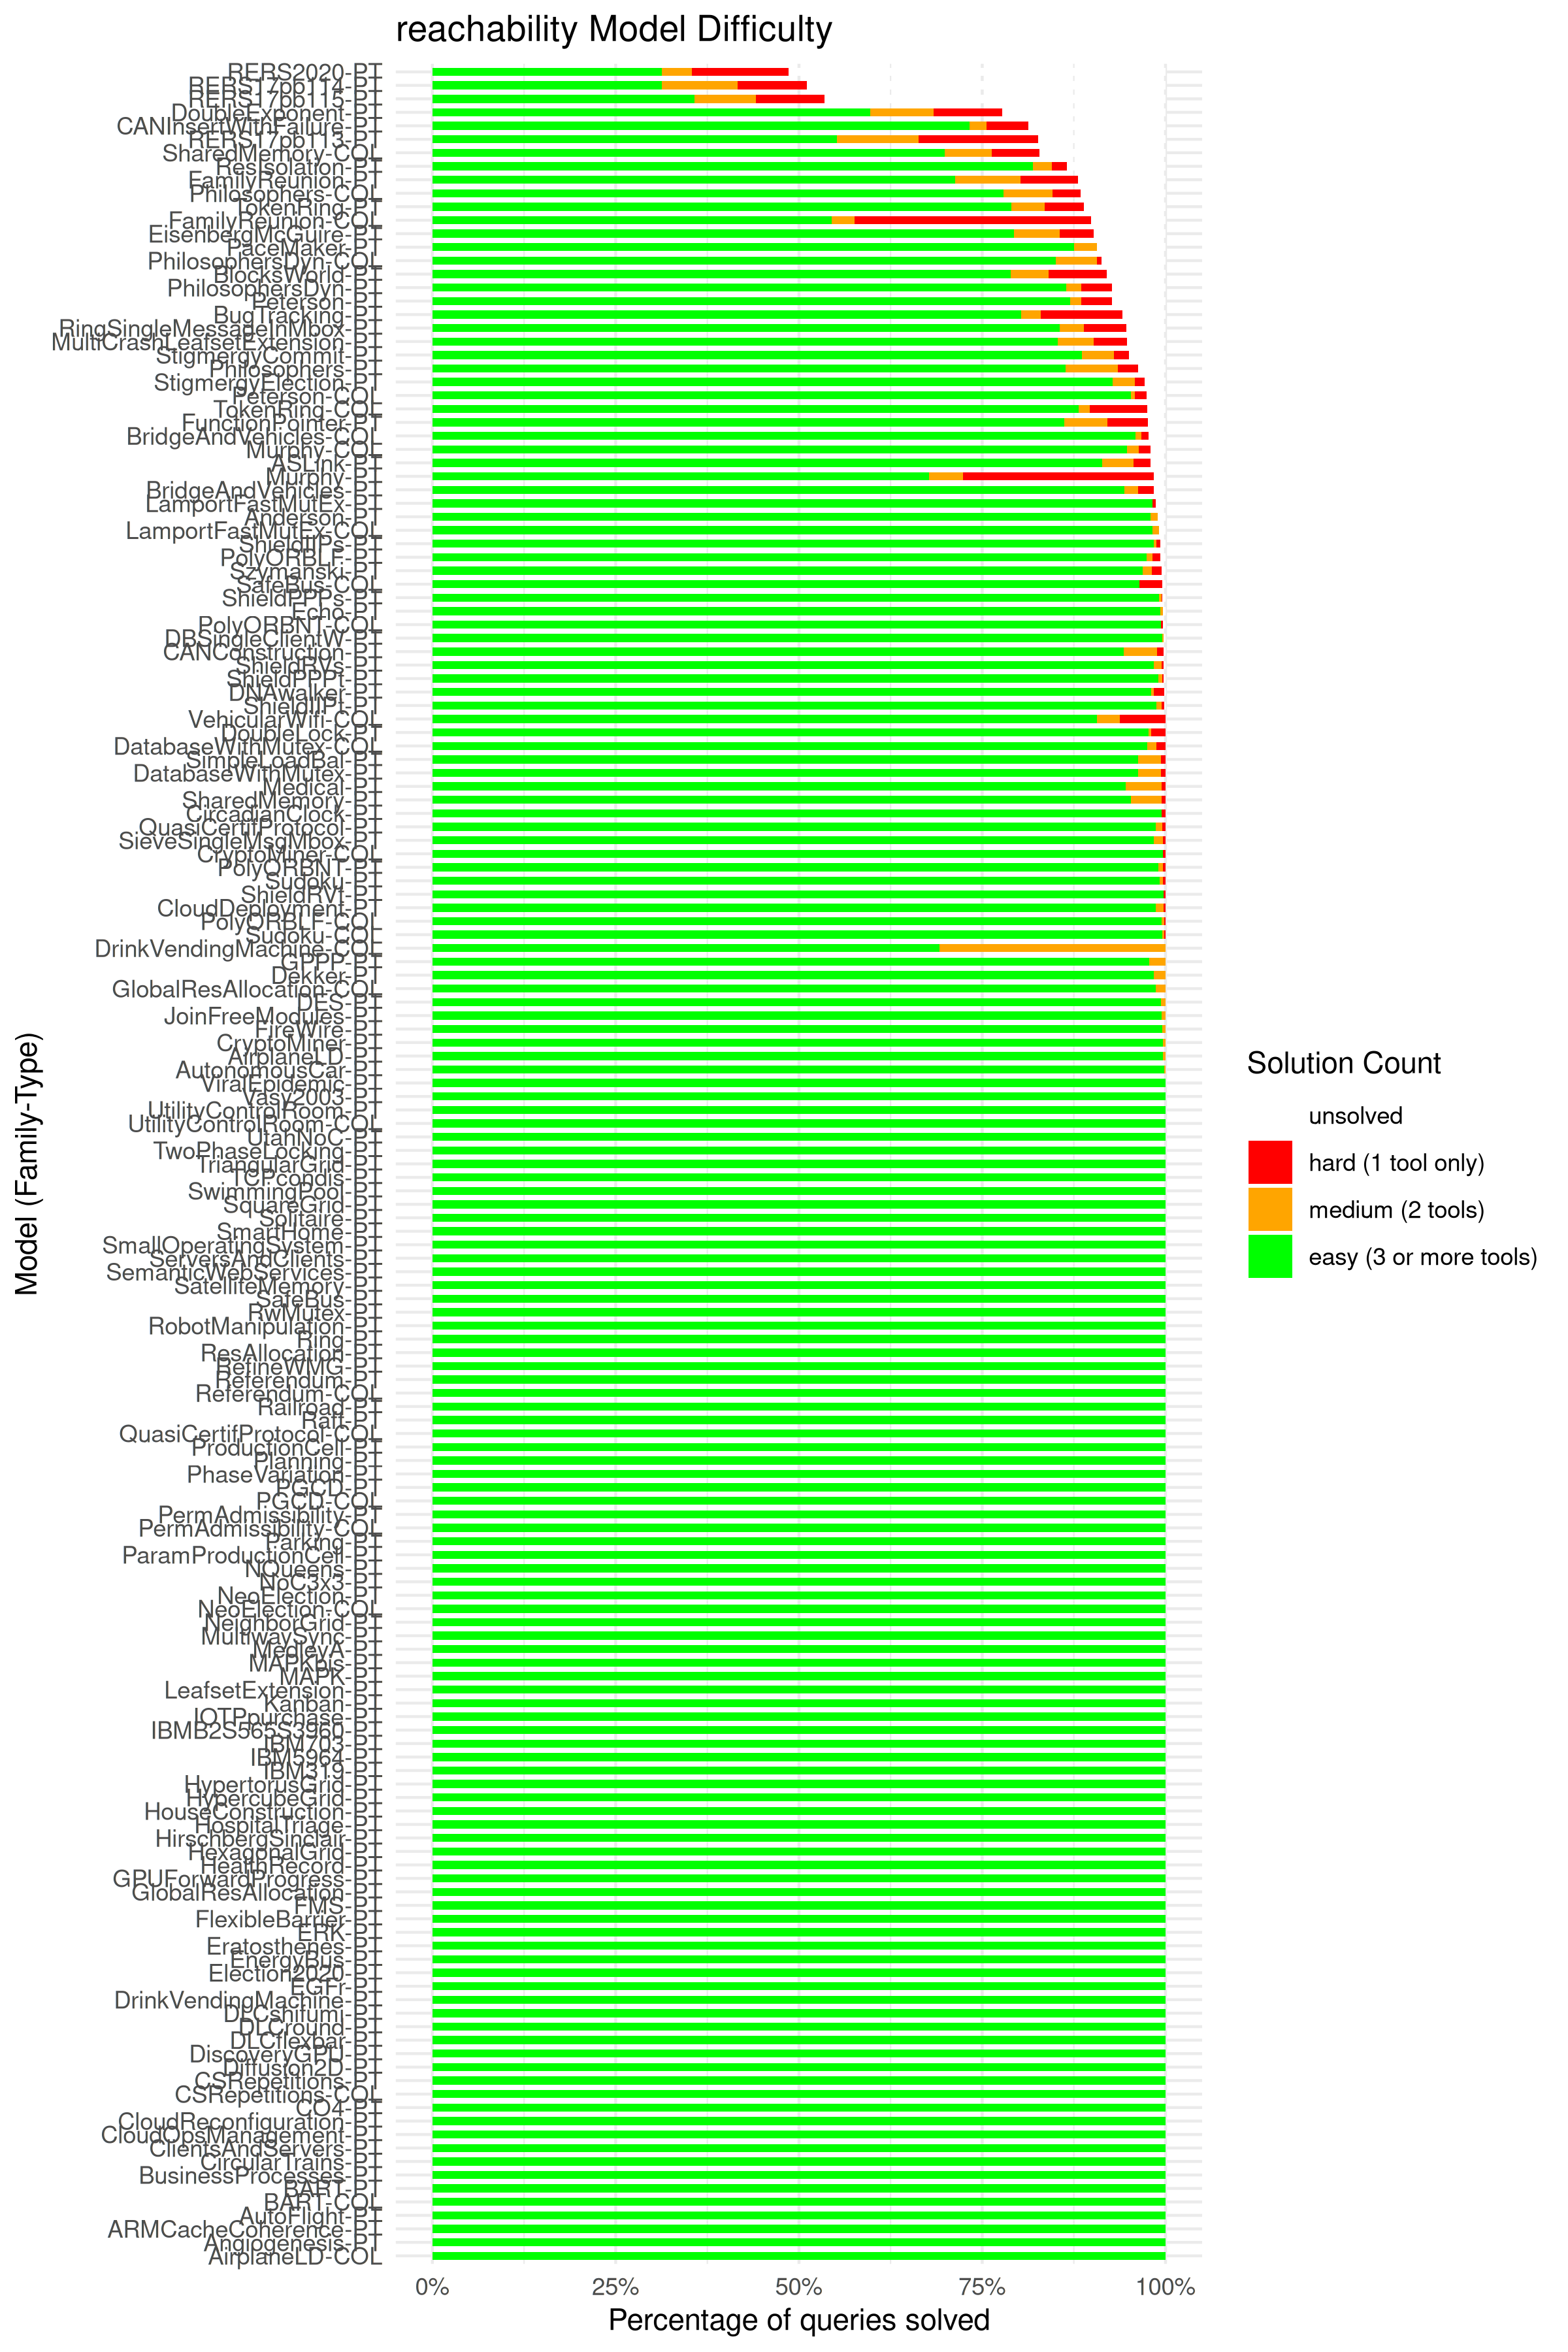 reachability Model Difficulty
RERS2020-PT
RERS17pb114-PT
RERS17pb115-PT
DoubleExponent-PT
CANInsertWithFailure-PT
RERS17pb113-PT
SharedMemory-COL
ResIsolation-PT
FamilyReunion-PT
Philosophers-COL
TokenRing-PT
FamilyReunion-COL
EisenbergMcGuire-PT
PaceMaker-PT
PhilosophersDyn-COL
BlocksWorld-PT
PhilosophersDyn-PT
Peterson-PT
BugTracking-PT
RingSingleMessageInMbox-PT
MultiCrashLeafsetExtension-PT
StigmergyCommit-PT
Philosophers-PT
StigmergyElection-PT
Peterson-COL
TokenRing-COL
FunctionPointer-PT
BridgeAndVehicles-COL
Murphy-COL
ASLink-PT
Murphy-PT
BridgeAndVehicles-PT
LamportFastMutEx-PT
Anderson-PT
LamportFastMutEx-COL
ShieldIIPs-PT
PolyORBLF-PT
Szymanski-PT
SafeBus-COL
ShieldPPPs-PT
Echo-PT
PolyORBNT-COL
DBSingleClientW-PT
CANConstruction-PT
ShieldRVs-PT
ShieldPPPt-PT
DNAwalker-PT
ShieldIIPt-PT
VehicularWifi-COL
DoubleLock-PT
DatabaseWithMutex-COL
SimpleLoadBal-PT
DatabaseWithMutex-PT
Medical-PT
SharedMemory-PT
CircadianClock-PT
QuasiCertifProtocol-PT
SieveSingleMsgMbox-PT
CryptoMiner-COL
PolyORBNT-PT
Sudoku-PT
ShieldRVt-PT
CloudDeployment-PT
PolyORBLF-COL
Sudoku-COL
DrinkVendingMachine-COL
GPPP-PT
Dekker-PT
GlobalResAllocation-COL
DES-PT
JoinFreeModules-PT
FireWire-PT
CryptoMiner-PT
AirplaneLD-PT
AutonomousCar-PT
ViralEpidemic-PT
Vasy2003-PT
UtilityControlRoom-PT
UtilityControlRoom-COL
UtahNoC-PT
TwoPhaseLocking-PT
TriangularGrid-PT
TCPcondis-PT
SwimmingPool-PT
SquareGrid-PT
Solitaire-PT
SmartHome-PT
SmallOperatingSystem-PT
ServersAndClients-PT
SemanticWebServices-PT
SatelliteMemory-PT
SafeBus-PT
RwMutex-PT
RobotManipulation-PT
Ring-PT
ResAllocation-PT
RefineWMG-PT
Referendum-PT
Referendum-COL
Railroad-PT
Raft-PT
QuasiCertifProtocol-COL
ProductionCell-PT
Planning-PT
PhaseVariation-PT
PGCD-PT
PGCD-COL
PermAdmissibility-PT
PermAdmissibility-COL
Parking-PT
ParamProductionCell-PT
NQueens-PT
NoC3x3-PT
NeoElection-PT
NeoElection-COL
NeighborGrid-PT
MultiwaySync-PT
MedleyA-PT
MAPKbis-PT
MAPK-PT
LeafsetExtension-PT
Kanban-PT
IOTPpurchase-PT
IBMB2S565S3960-PT
IBM703-PT
IBM5964-PT
IBM319-PT
HypertorusGrid-PT
HypercubeGrid-PT
HouseConstruction-PT
HospitalTriage-PT
HirschbergSinclair-PT
HexagonalGrid-PT
HealthRecord-PT
GPUForwardProgress-PT
GlobalResAllocation-PT
FMS-PT
FlexibleBarrier-PT
ERK-PT
Eratosthenes-PT
EnergyBus-PT
Election2020-PT
EGFr-PT
DrinkVendingMachine-PT
DLCshifumi-PT
DLCround-PT
DLCflexbar-PT
DiscoveryGPU-PT
Diffusion2D-PT
CSRepetitions-PT
CSRepetitions-COL
CO4-PT
CloudReconfiguration-PT
CloudOpsManagement-PT
ClientsAndServers-PT
CircularTrains-PT
BusinessProcesses-PT
BART-PT
BART-COL
AutoFlight-PT
ARMCacheCoherence-PT
Angiogenesis-PT
AirplaneLD-COL
0%
25%
50%
75%
100%
Percentage of queries solved
Model (Family-Type)
Solution Count
unsolved
hard (1 tool only)
medium (2 tools)
easy (3 or more tools)